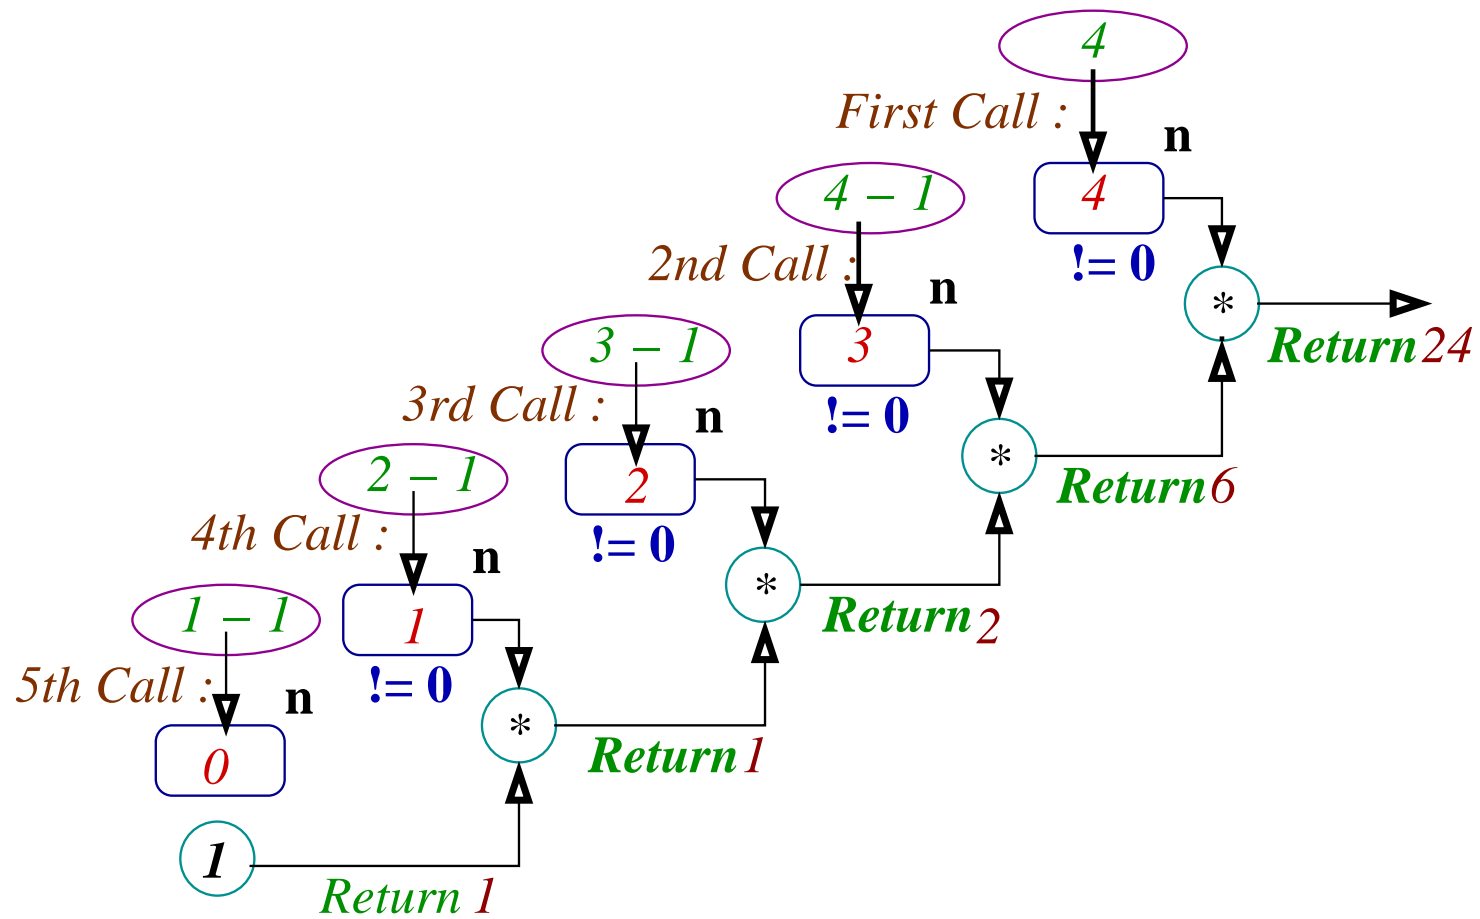 4
First Call :
n
4
!= 0
*
Return 24
4 – 1
2nd Call :
n
3
!= 0
*
Return 6
3 – 1
3rd Call :
n
2
!= 0
*
Return 2
2 – 1
4th Call :
n
1
!= 0
*
Return 1
1 – 1
5th Call :
n
0
1
Return 1